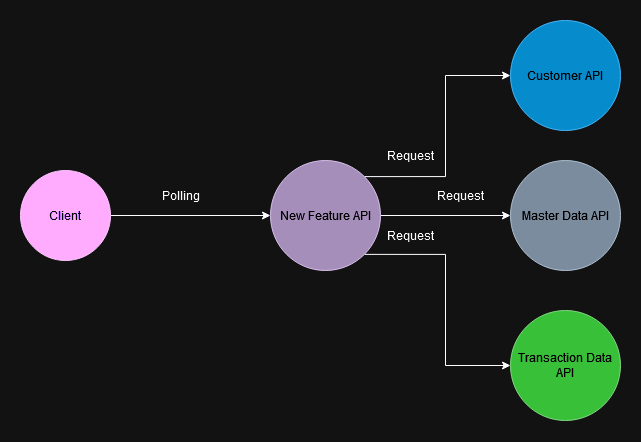 Customer API
Request
Polling
Request
Client
New Feature API
Master Data API
Request
Transaction Data
API